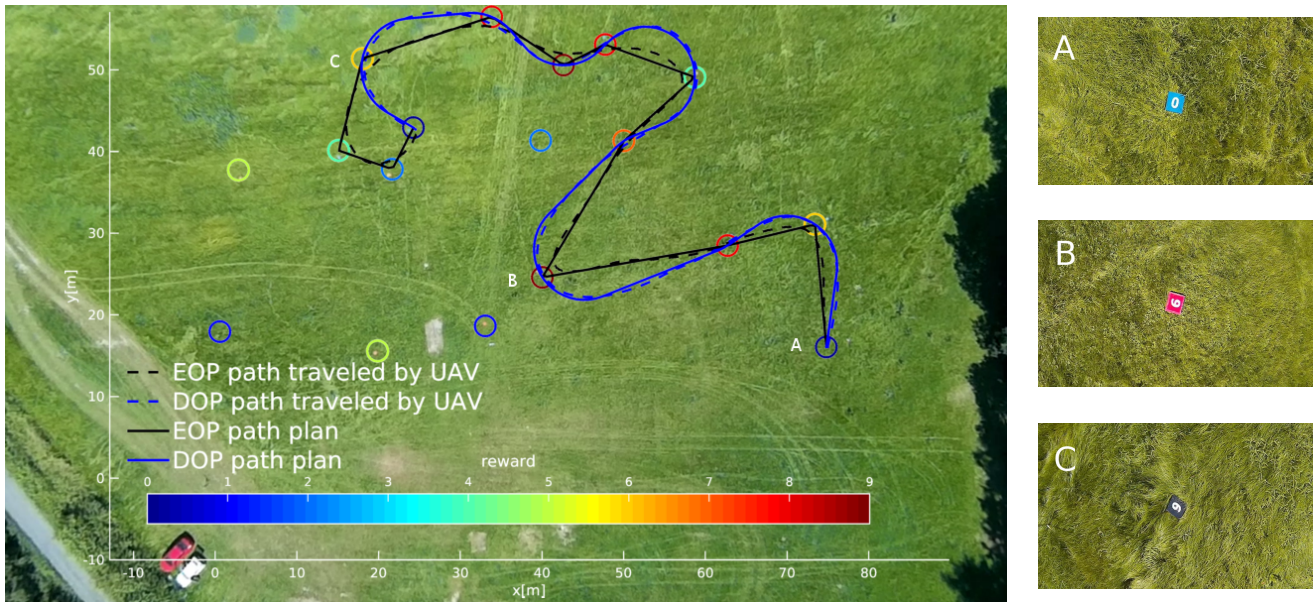 50
40
30
20
10
0
-10
y[m]
C
B
A
EOP path traveled by UAV
DOP path traveled by UAV
EOP path plan
DOP path plan
reward
0 1 2 3 4 5 6 7 8 9
-10 0 10 20 30 40 50 60 70 80
x[m]
A
0
B
9
C
6